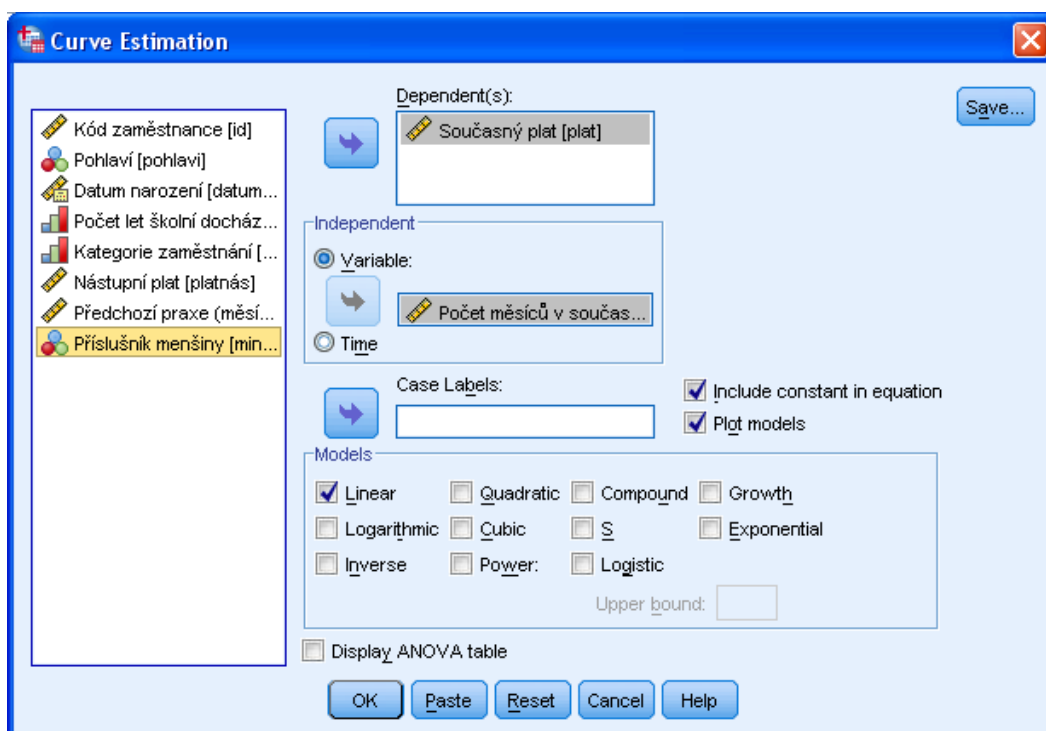 Curve Estimation
Kód zaměstnance [id]
Pohlaví [pohlavi]
Datum narození [datum...
Počet let školní docház...
Kategorie zaměstnání [...
Nástupní plat [platnás]
Předchozí praxe (měsí...
Příslušník menšiny [min...
Dependent(s):
Současný plat [plat]
Save...
Independent
Variable:
Počet měsíců v součas...
Time
Case Labels:
Include constant in equation
Plot models
Models
Linear Quadratic Compound Growth
Logarithmic Cubic S Exponential
Inverse Power: Logistic
Upper bound:
Display ANOVA table
OK Paste Reset Cancel Help